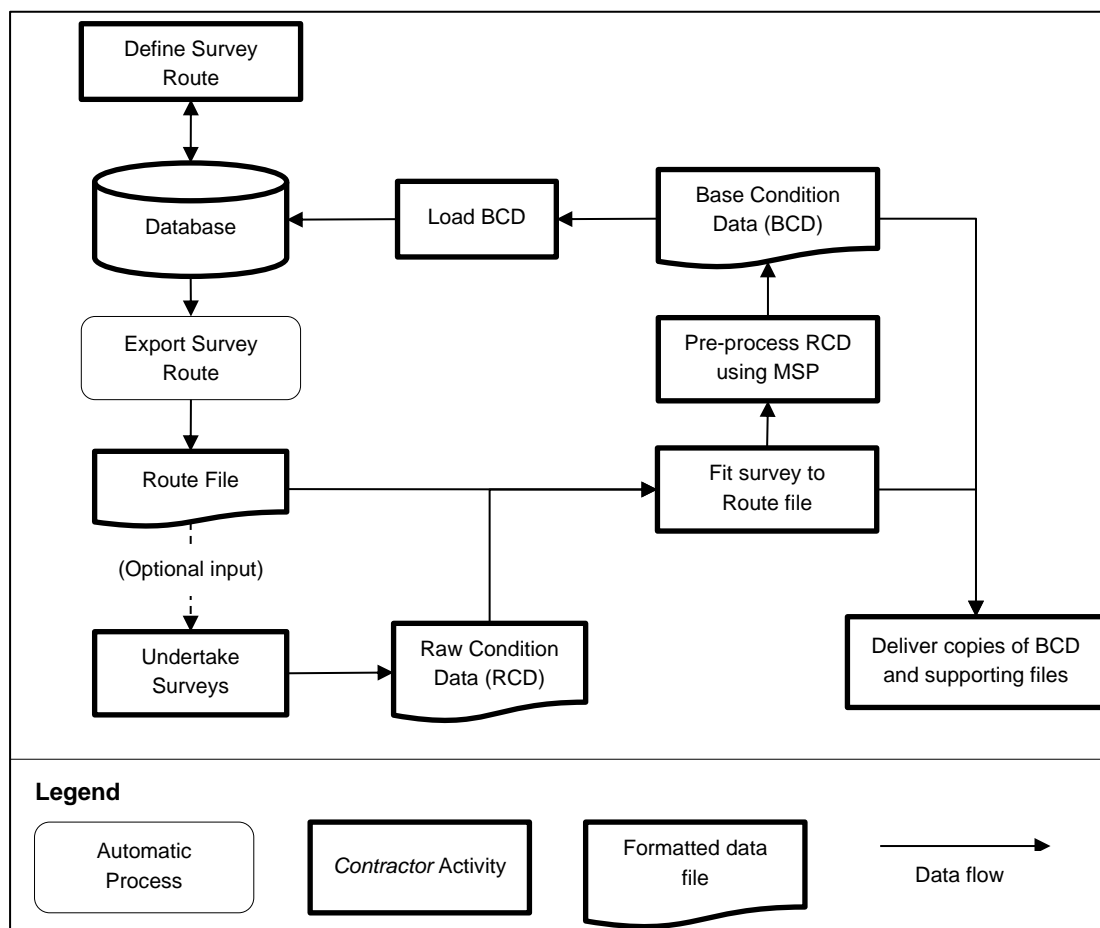 Define Survey
Route
Database
Load BCD
Base Condition
Data (BCD)
Export Survey
Route
Pre-process RCD
using MSP
Route File
Fit survey to
Route file
(Optional input)
Undertake
Surveys
Raw Condition
Data (RCD)
Deliver copies of BCD
and supporting files
Legend
Automatic
Process
Contractor Activity
Formatted data
file
Data flow